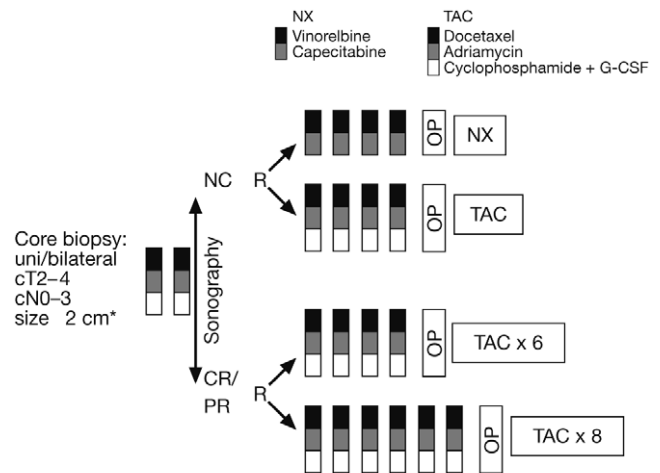 NX
Vinorelbine
Capecitabine
TAC
Docetaxel
Adriamycin
Cyclophosphamide + G-CSF
OP
NX
NC
R
OP
TAC
Core biopsy:
uni/bilateral
cT2–4
cN0–3
size 2 cm*
Sonography
OP
TAC x 6
CR/
PR
R
OP
TAC x 8